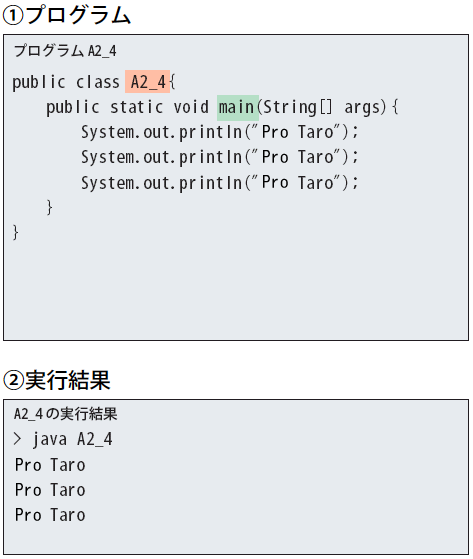 ①プログラム
プログラム A2_4
public class A2_4{
    public static void main(String[] args){
        System.out.println("Pro Taro");
        System.out.println("Pro Taro");
        System.out.println("Pro Taro");
    }
}
②実行結果
A2_4の実行結果
> java A2_4
Pro Taro
Pro Taro
Pro Taro